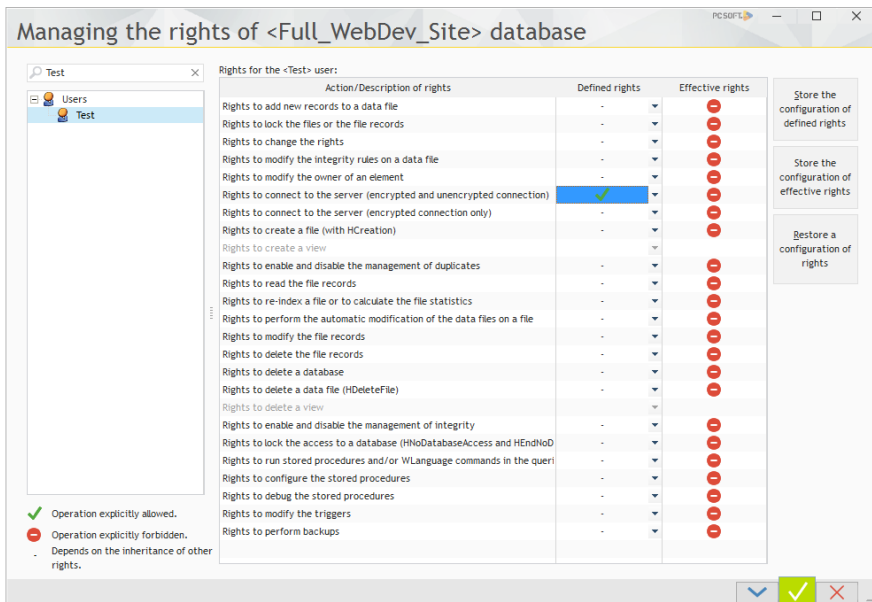 PC SOFT
Managing the rights of <Full_WebDev_Site> database
Test
Rights for the <Test> user:
Users
Test
Action/Description of rights Defined rights Effective rights
Rights to add new records to a data file -
Rights to lock the files or the file records -
Rights to change the rights -
Rights to modify the integrity rules on a data file -
Rights to modify the owner of an element -
Rights to connect to the server (encrypted and unencrypted connection)
Rights to connect to the server (encrypted connection only) -
Rights to create a file (with HCreation) -
Rights to create a view
Rights to enable and disable the management of duplicates -
Rights to read the file records -
Rights to re-index a file or to calculate the file statistics -
Rights to perform the automatic modification of the data files on a file -
Rights to modify the file records -
Rights to delete the file records -
Rights to delete a database -
Rights to delete a data file (HDeleteFile) -
Rights to delete a view
Rights to enable and disable the management of integrity -
Rights to lock the access to a database (HNoDatabaseAccess and HEndNoD -
Rights to run stored procedures and/or WLanguage commands in the queri -
Rights to configure the stored procedures -
Rights to debug the stored procedures -
Rights to modify the triggers -
Rights to perform backups -
Store the
configuration of
defined rights
Store the
configuration of
effective rights
Restore a
configuration of
rights
Operation explicitly allowed.
Operation explicitly forbidden.
- Depends on the inheritance of other
rights.